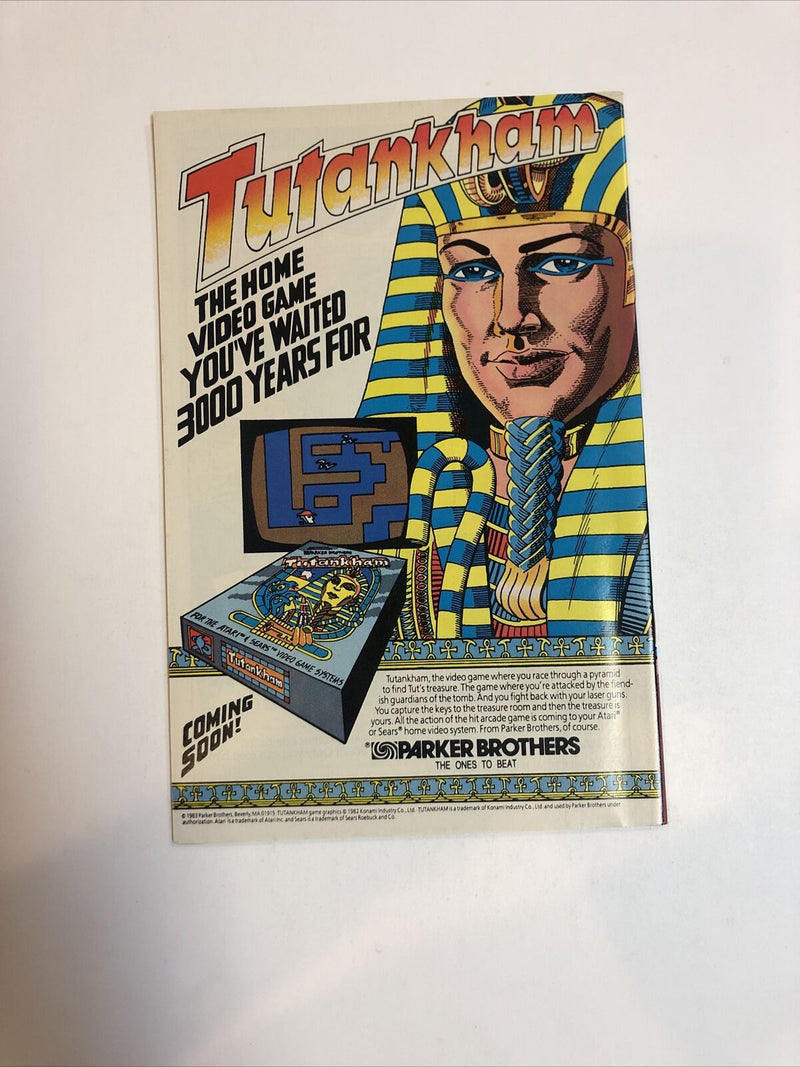 Tutankham
THE HOME
VIDEO GAME
YOU'VE WAITED
3000 YEARS FOR
PARKER BROTHERS
Tutankham
FOR THE ATARI™ & SEARS™ VIDEO GAME SYSTEMS
Tutankham
COMING
SOON!
Tutankham, the video game where you race through a pyramid
to find Tut's treasure. The game where you're attacked by the fiend-
ish guardians of the tomb. And you fight back with your laser guns.
You capture the keys to the treasure room and then the treasure is
yours. All the action of the hit arcade game is coming to your Atari®
or Sears® home video system. From Parker Brothers, of course.
®PARKER BROTHERS
THE ONES TO BEAT
© 1983 Parker Brothers, Beverly, MA 01915. TUTANKHAM game graphics © 1982 Konami Industry Co., Ltd. TUTANKHAM is a trademark of Konami Industry Co., Ltd. and used by Parker Brothers under
authorization. Atari is a trademark of Atari Inc. and Sears is a trademark of Sears Roebuck and Co.